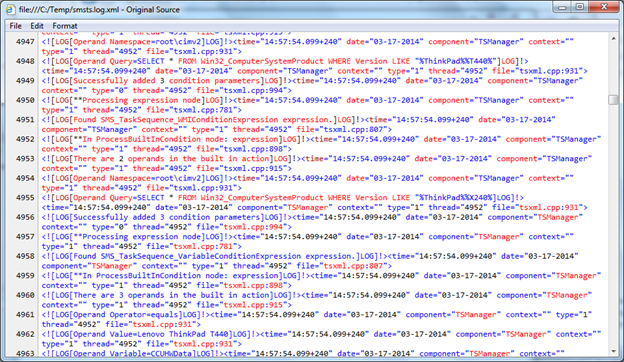 file:///C:/Temp/smsts.log.xml - Original Source
File Edit Format
4947 <![LOG[Operand Namespace=root\cimv2]LOG]!><time="14:57:54.099+240" date="03-17-2014" component="TSManager" context=""
type="1" thread="4952" file="tsxml.cpp:931">
4948 <![LOG[Operand Query=SELECT * FROM Win32_ComputerSystemProduct WHERE Version LIKE "%ThinkPad%%T440%"]LOG]!>
<time="14:57:54.099+240" date="03-17-2014" component="TSManager" context="" type="1" thread="4952" file="tsxml.cpp:931">
4949 <![LOG[Successfully added 3 condition parameters]LOG]!><time="14:57:54.099+240" date="03-17-2014" component="TSManager"
context="" type="0" thread="4952" file="tsxml.cpp:994">
4950 <![LOG[**Processing expression node]LOG]!><time="14:57:54.099+240" date="03-17-2014" component="TSManager" context=""
type="1" thread="4952" file="tsxml.cpp:781">
4951 <![LOG[Found SMS_TaskSequence_WMIConditionExpression expression.]LOG]!><time="14:57:54.099+240" date="03-17-2014"
component="TSManager" context="" type="1" thread="4952" file="tsxml.cpp:807">
4952 <![LOG[**In ProcessBuiltInCondition node: expression]LOG]!><time="14:57:54.099+240" date="03-17-2014" component="TSManager"
context="" type="1" thread="4952" file="tsxml.cpp:898">
4953 <![LOG[There are 2 operands in the built in action]LOG]!><time="14:57:54.099+240" date="03-17-2014" component="TSManager"
context="" type="1" thread="4952" file="tsxml.cpp:915">
4954 <![LOG[Operand Namespace=root\cimv2]LOG]!><time="14:57:54.099+240" date="03-17-2014" component="TSManager" context=""
type="1" thread="4952" file="tsxml.cpp:931">
4955 <![LOG[Operand Query=SELECT * FROM Win32_ComputerSystemProduct WHERE Version LIKE "%ThinkPad%%X240%]LOG]!>
<time="14:57:54.099+240" date="03-17-2014" component="TSManager" context="" type="1" thread="4952" file="tsxml.cpp:931">
4956 <![LOG[Successfully added 3 condition parameters]LOG]!><time="14:57:54.099+240" date="03-17-2014" component="TSManager"
context="" type="0" thread="4952" file="tsxml.cpp:994">
4957 <![LOG[**Processing expression node]LOG]!><time="14:57:54.099+240" date="03-17-2014" component="TSManager" context=""
type="1" thread="4952" file="tsxml.cpp:781">
4958 <![LOG[Found SMS_TaskSequence_VariableConditionExpression expression.]LOG]!><time="14:57:54.099+240" date="03-17-2014"
component="TSManager" context="" type="1" thread="4952" file="tsxml.cpp:807">
4959 <![LOG[**In ProcessBuiltInCondition node: expression]LOG]!><time="14:57:54.099+240" date="03-17-2014" component="TSManager"
context="" type="1" thread="4952" file="tsxml.cpp:898">
4960 <![LOG[There are 3 operands in the built in action]LOG]!><time="14:57:54.099+240" date="03-17-2014" component="TSManager"
context="" type="1" thread="4952" file="tsxml.cpp:915">
4961 <![LOG[Operand Operator=equals]LOG]!><time="14:57:54.099+240" date="03-17-2014" component="TSManager" context="" type="1"
thread="4952" file="tsxml.cpp:931">
4962 <![LOG[Operand Value=Lenovo ThinkPad T440]LOG]!><time="14:57:54.099+240" date="03-17-2014" component="TSManager" context=""
type="1" thread="4952" file="tsxml.cpp:931">
4963 <![LOG[Operand Variable=CCUMWData]LOG]!><time="14:57:54.099+240" date="03-17-2014" component="TSManager" context=""